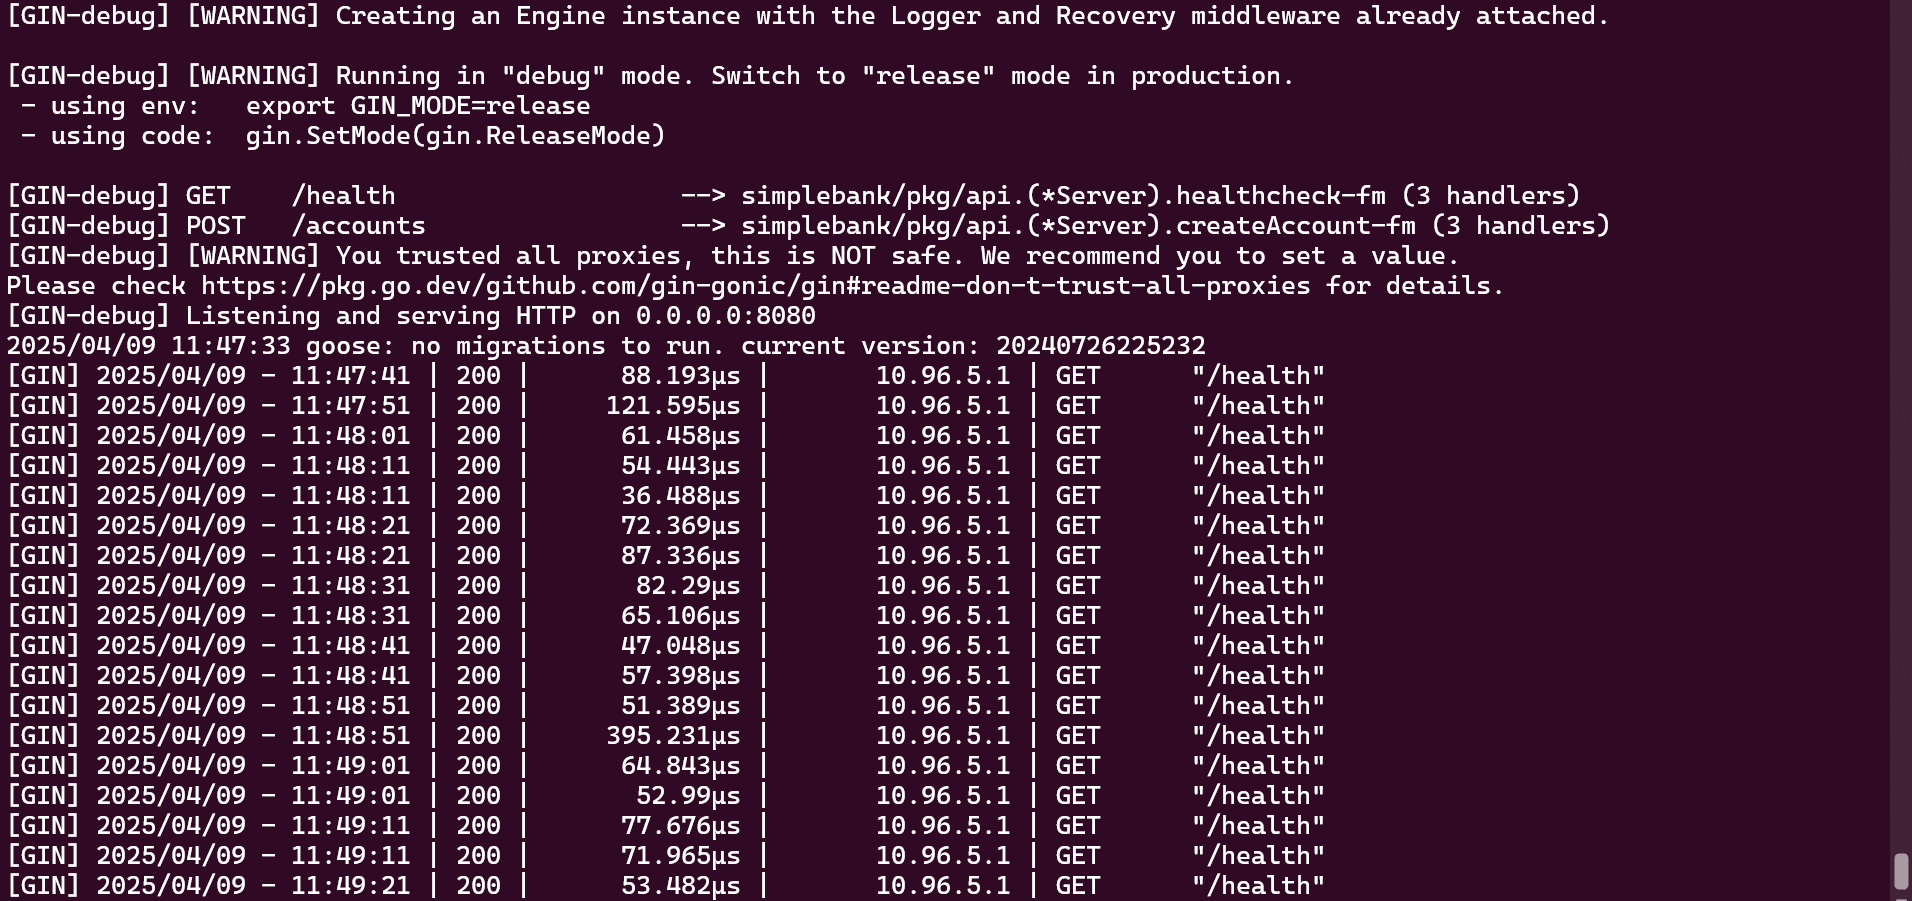 [GIN-debug] [WARNING] Creating an Engine instance with the Logger and Recovery middleware already attached.
[GIN-debug] [WARNING] Running in "debug" mode. Switch to "release" mode in production.
 - using env:   export GIN_MODE=release
 - using code:  gin.SetMode(gin.ReleaseMode)
[GIN-debug] GET    /health                   --> simplebank/pkg/api.(*Server).healthcheck-fm (3 handlers)
[GIN-debug] POST   /accounts                 --> simplebank/pkg/api.(*Server).createAccount-fm (3 handlers)
[GIN-debug] [WARNING] You trusted all proxies, this is NOT safe. We recommend you to set a value.
Please check https://pkg.go.dev/github.com/gin-gonic/gin#readme-don-t-trust-all-proxies for details.
[GIN-debug] Listening and serving HTTP on 0.0.0.0:8080
2025/04/09 11:47:33 goose: no migrations to run. current version: 20240726225232
[GIN] 2025/04/09 - 11:47:41 | 200 |      88.193µs |       10.96.5.1 | GET      "/health"
[GIN] 2025/04/09 - 11:47:51 | 200 |     121.595µs |       10.96.5.1 | GET      "/health"
[GIN] 2025/04/09 - 11:48:01 | 200 |      61.458µs |       10.96.5.1 | GET      "/health"
[GIN] 2025/04/09 - 11:48:11 | 200 |      54.443µs |       10.96.5.1 | GET      "/health"
[GIN] 2025/04/09 - 11:48:11 | 200 |      36.488µs |       10.96.5.1 | GET      "/health"
[GIN] 2025/04/09 - 11:48:21 | 200 |      72.369µs |       10.96.5.1 | GET      "/health"
[GIN] 2025/04/09 - 11:48:21 | 200 |      87.336µs |       10.96.5.1 | GET      "/health"
[GIN] 2025/04/09 - 11:48:31 | 200 |       82.29µs |       10.96.5.1 | GET      "/health"
[GIN] 2025/04/09 - 11:48:31 | 200 |      65.106µs |       10.96.5.1 | GET      "/health"
[GIN] 2025/04/09 - 11:48:41 | 200 |      47.048µs |       10.96.5.1 | GET      "/health"
[GIN] 2025/04/09 - 11:48:41 | 200 |      57.398µs |       10.96.5.1 | GET      "/health"
[GIN] 2025/04/09 - 11:48:51 | 200 |      51.389µs |       10.96.5.1 | GET      "/health"
[GIN] 2025/04/09 - 11:48:51 | 200 |     395.231µs |       10.96.5.1 | GET      "/health"
[GIN] 2025/04/09 - 11:49:01 | 200 |      64.843µs |       10.96.5.1 | GET      "/health"
[GIN] 2025/04/09 - 11:49:01 | 200 |       52.99µs |       10.96.5.1 | GET      "/health"
[GIN] 2025/04/09 - 11:49:11 | 200 |      77.676µs |       10.96.5.1 | GET      "/health"
[GIN] 2025/04/09 - 11:49:11 | 200 |      71.965µs |       10.96.5.1 | GET      "/health"
[GIN] 2025/04/09 - 11:49:21 | 200 |      53.482µs |       10.96.5.1 | GET      "/health"